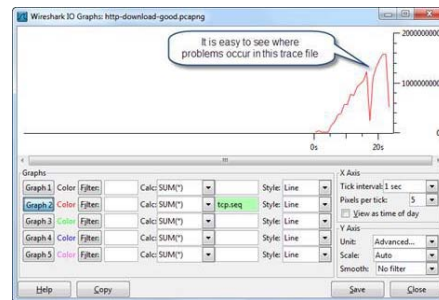 Wireshark IO Graphs: http-download-good.pcapng
It is easy to see where
problems occur in this trace file
2000000000
1000000000
0s
20s
Graphs
X Axis
Graph 1 Color Filter: Calc: SUM(*) Style: Line
Tick interval: 1 sec
Graph 2 Color Filter: Calc: SUM(*) tcp.seq Style: Line
Pixels per tick: 5
Graph 3 Color Filter: Calc: SUM(*) Style: Line
View as time of day
Graph 4 Color Filter: Calc: SUM(*) Style: Line
Y Axis
Unit: Advanced...
Graph 5 Color Filter: Calc: SUM(*) Style: Line
Scale: Auto
Smooth: No filter
Help Copy Save Close